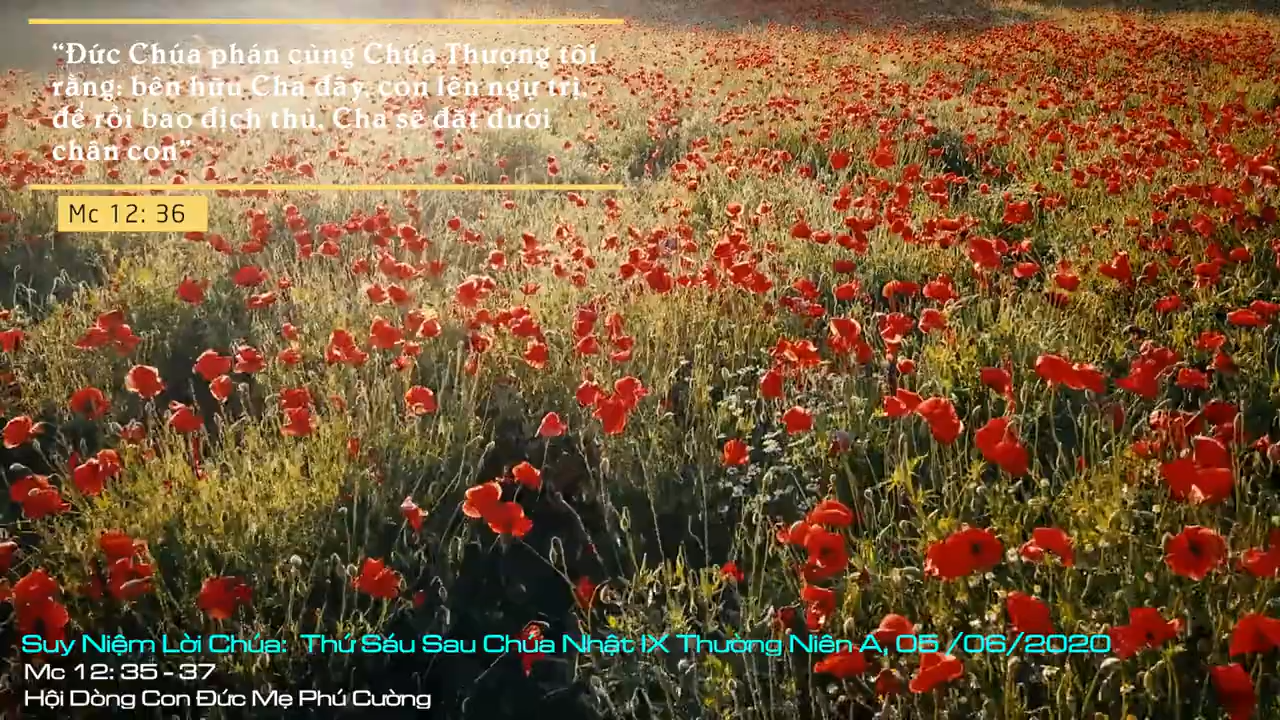 “Đức Chúa phán cùng Chúa Thượng tôi
rằng: bên hữu Cha đây, con lên ngự trị,
để rồi bao địch thù, Cha sẽ đặt dưới
chân con”
Mc 12: 36
Suy Niệm Lời Chúa: Thứ Sáu Sau Chúa Nhật IX Thường Niên A, 05 /06/2020
Mc 12: 35 - 37
Hội Dòng Con Đức Mẹ Phú Cường